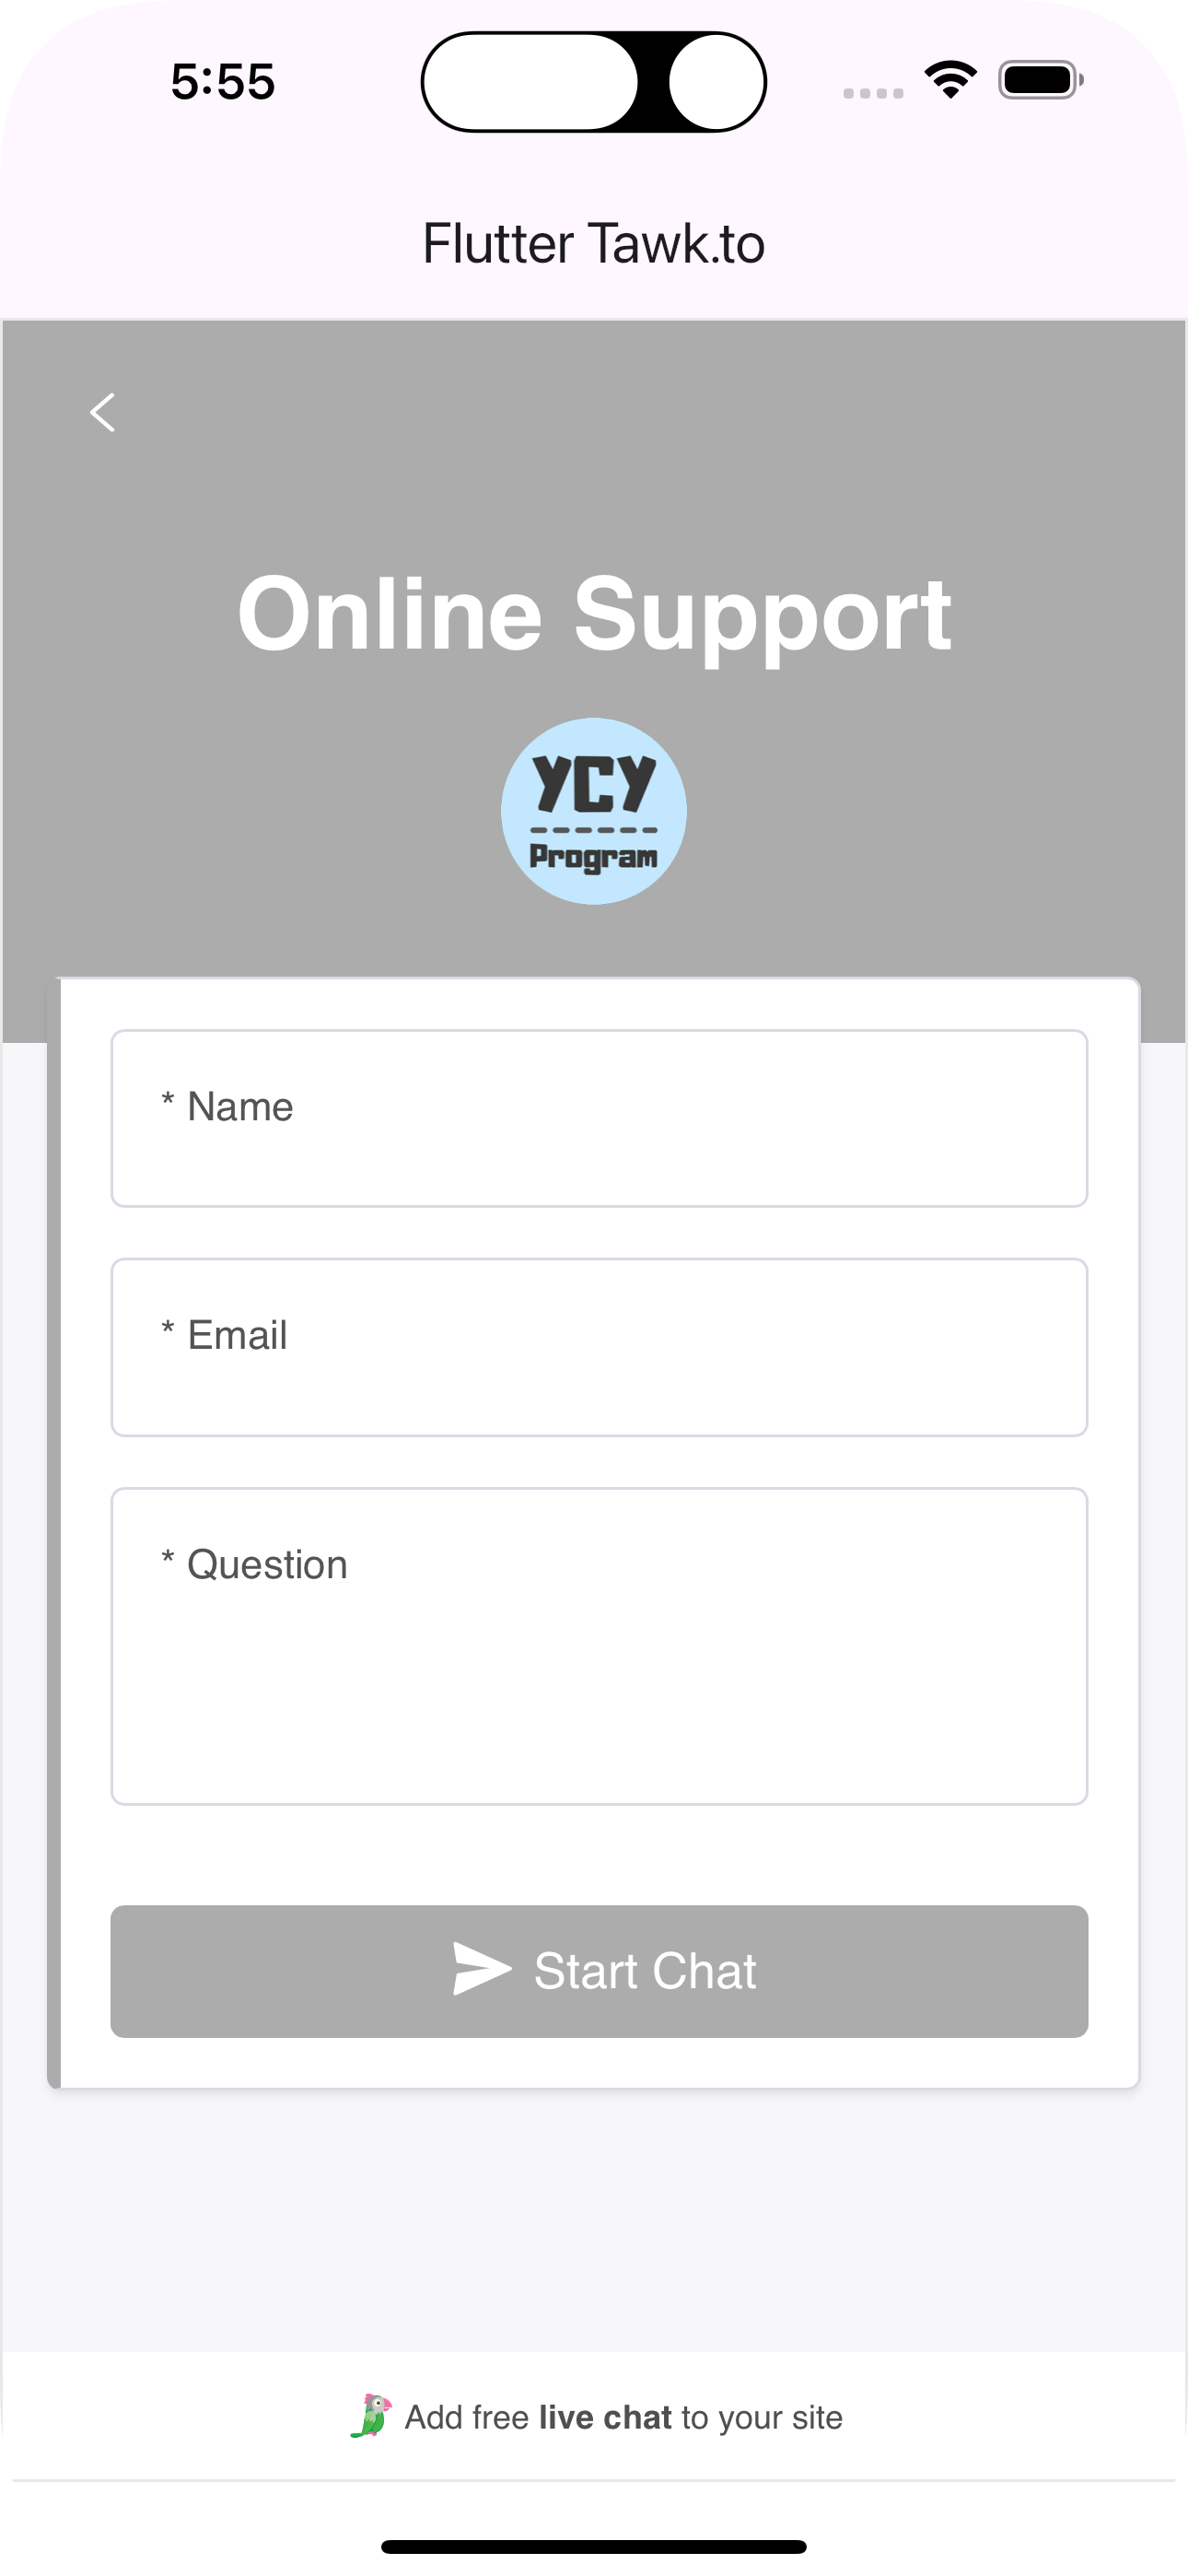 5:55
Flutter Tawk.to
Online Support
YCY
Program
* Name
* Email
* Question
Start Chat
Add free live chat to your site